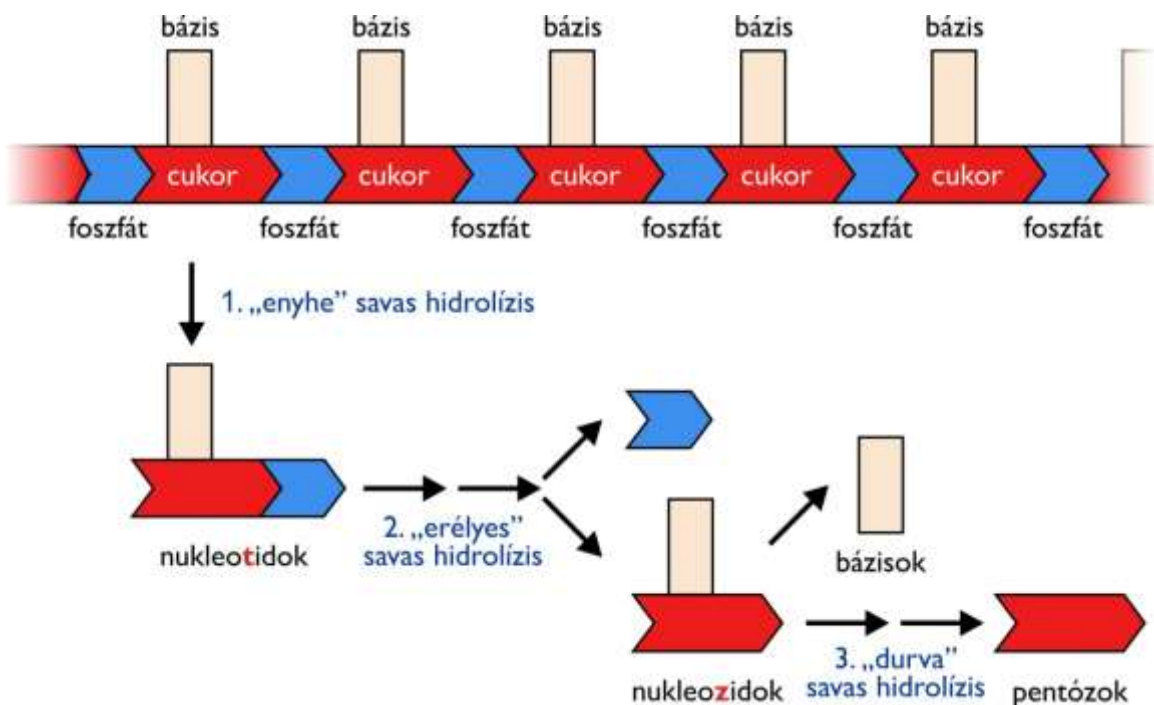 bázis bázis bázis bázis bázis
cukor cukor cukor cukor cukor
foszfát foszfát foszfát foszfát foszfát foszfát
1. „enyhe” savas hidrolízis
nukleotidok
2. „erélyes”
savas hidrolízis
bázisok
nukleozidok
3. „durva”
savas hidrolízis
pentózok